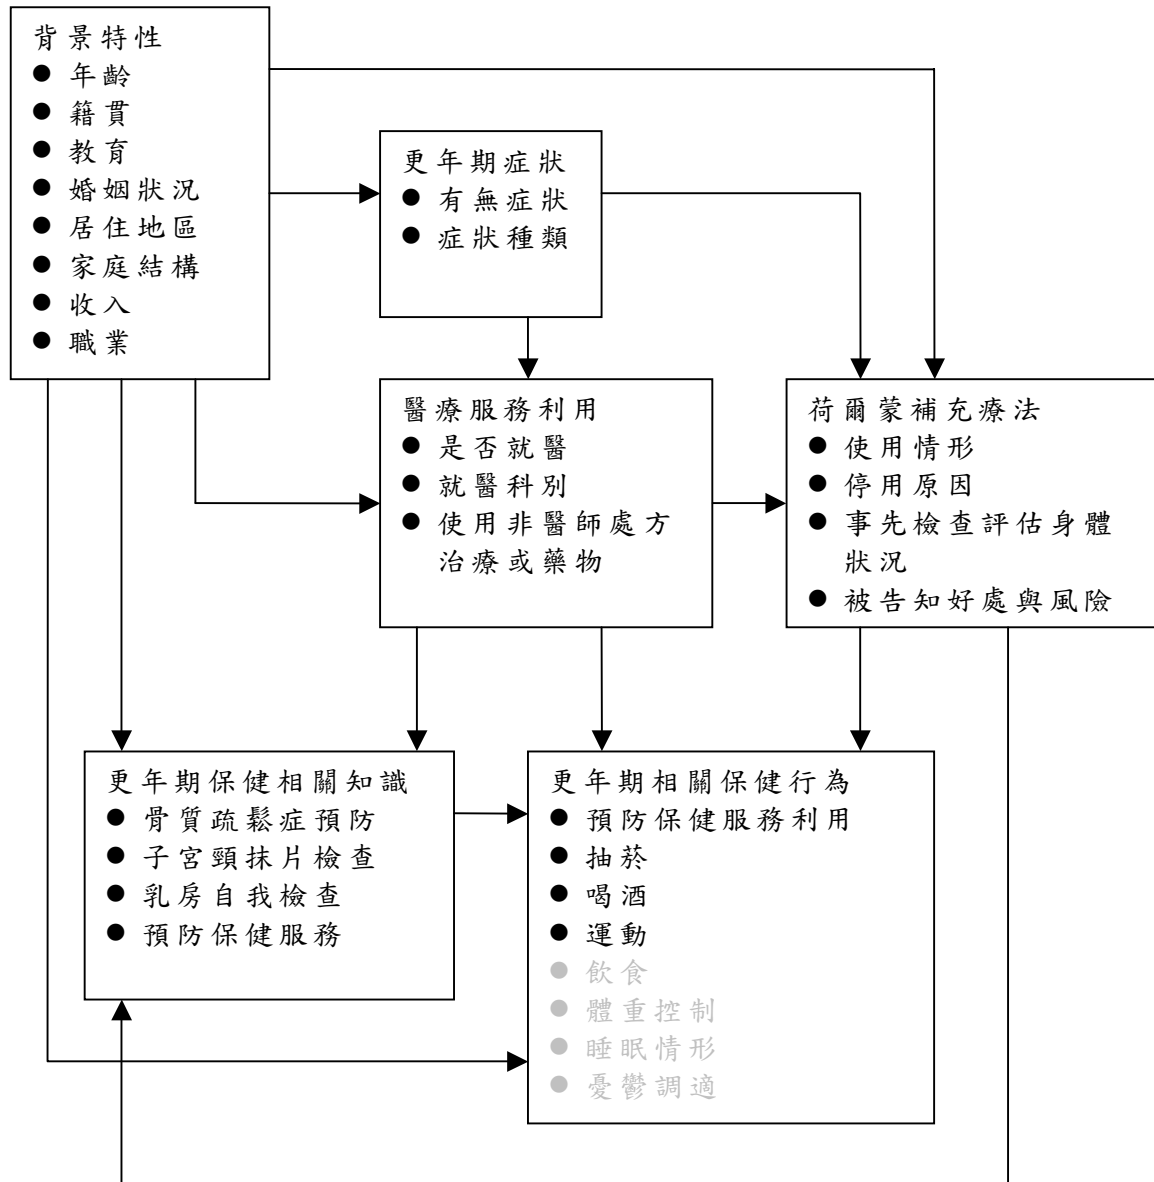 背景特性
● 年齡
● 籍貫
● 教育
● 婚姻狀況
● 居住地區
● 家庭結構
● 收入
● 職業
更年期症狀
● 有無症狀
● 症狀種類
醫療服務利用
● 是否就醫
● 就醫科別
● 使用非醫師處方
治療或藥物
荷爾蒙補充療法
● 使用情形
● 停用原因
● 事先檢查評估身體
狀況
● 被告知好處與風險
更年期保健相關知識
● 骨質疏鬆症預防
● 子宮頸抹片檢查
● 乳房自我檢查
● 預防保健服務
更年期相關保健行為
● 預防保健服務利用
● 抽菸
● 喝酒
● 運動
● 飲食
● 體重控制
● 睡眠情形
● 憂鬱調適